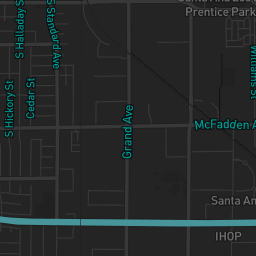 Prentice Park
S Halladay St
S Standard Ave
S Hickory St
Cedar St
Grand Ave
McFadden A
Santa An
IHOP